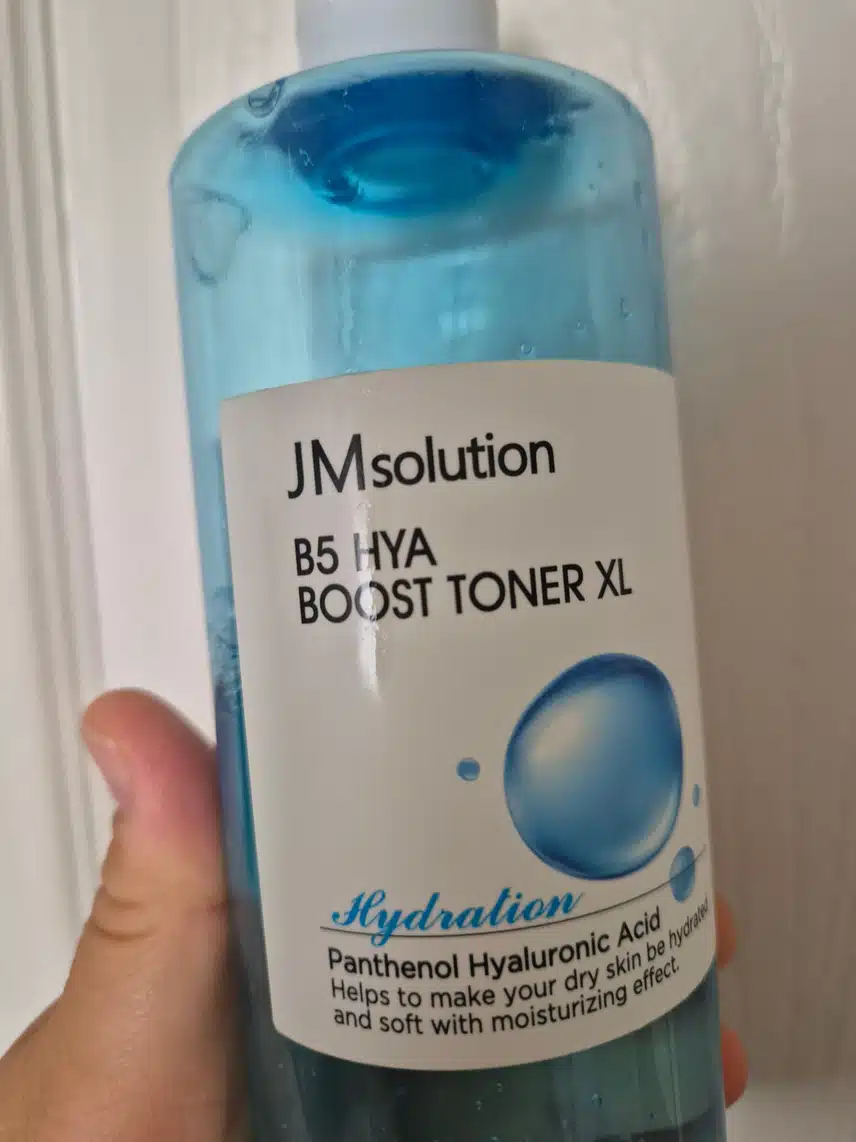 JMsolution
B5 HYA
BOOST TONER XL
Hydration
Panthenol Hyaluronic Acid
Helps to make your dry skin be hydrated
and soft with moisturizing effect.